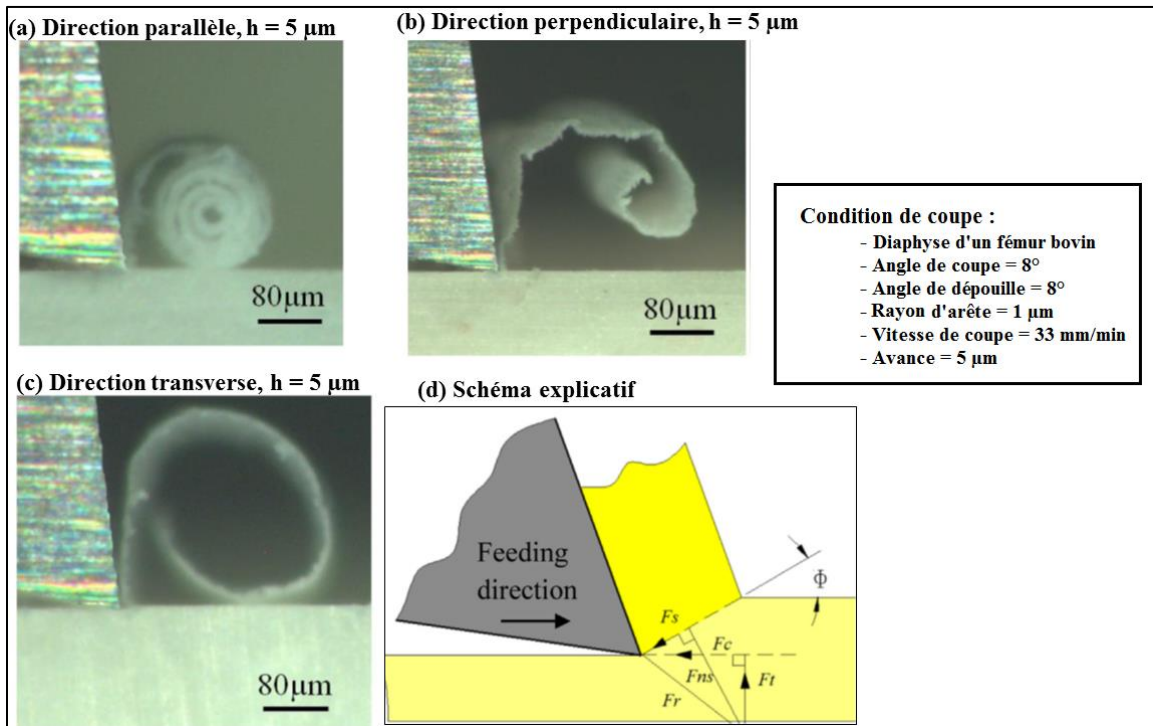 (a) Direction parallèle, h = 5 µm
80µm
(b) Direction perpendiculaire, h = 5 µm
80µm
Condition de coupe :
- Diaphyse d'un fémur bovin
- Angle de coupe = 8°
- Angle de dépouille = 8°
- Rayon d'arête = 1 µm
- Vitesse de coupe = 33 mm/min
- Avance = 5 µm
(c) Direction transverse, h = 5 µm
80µm
(d) Schéma explicatif
Feeding
direction
Φ
Fs
Fc
Fns
Ft
Fr